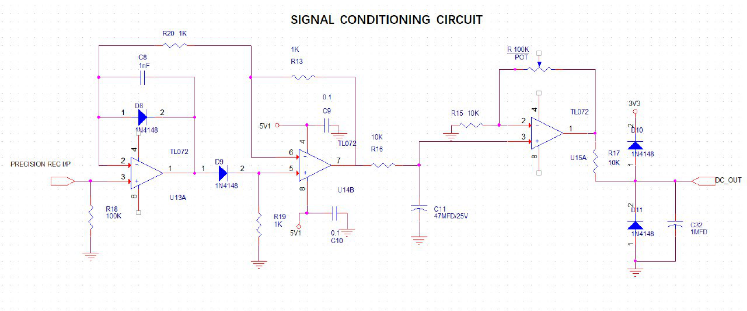 SIGNAL CONDITIONING CIRCUIT
R20 1K
C8
1nF
D8
1 2
1N4148
4
TL072
2
3
1
8
U13A
PRECISION REC I/P
R18
100K
D9
1 2
1N4148
1K
R13
0.1
C9
5V1
4
TL072
6
5
7
8
U14B
R19
1K
5V1
0.1
C10
10K
R16
C11
47MFD/25V
R 100K
POT
R15 10K
4
TL072
2
3
1
8
U15A
R17
10K
3V3
2
D10
1N4148
1
DC_OUT
2
D11
1N4148
1
C32
1MFD